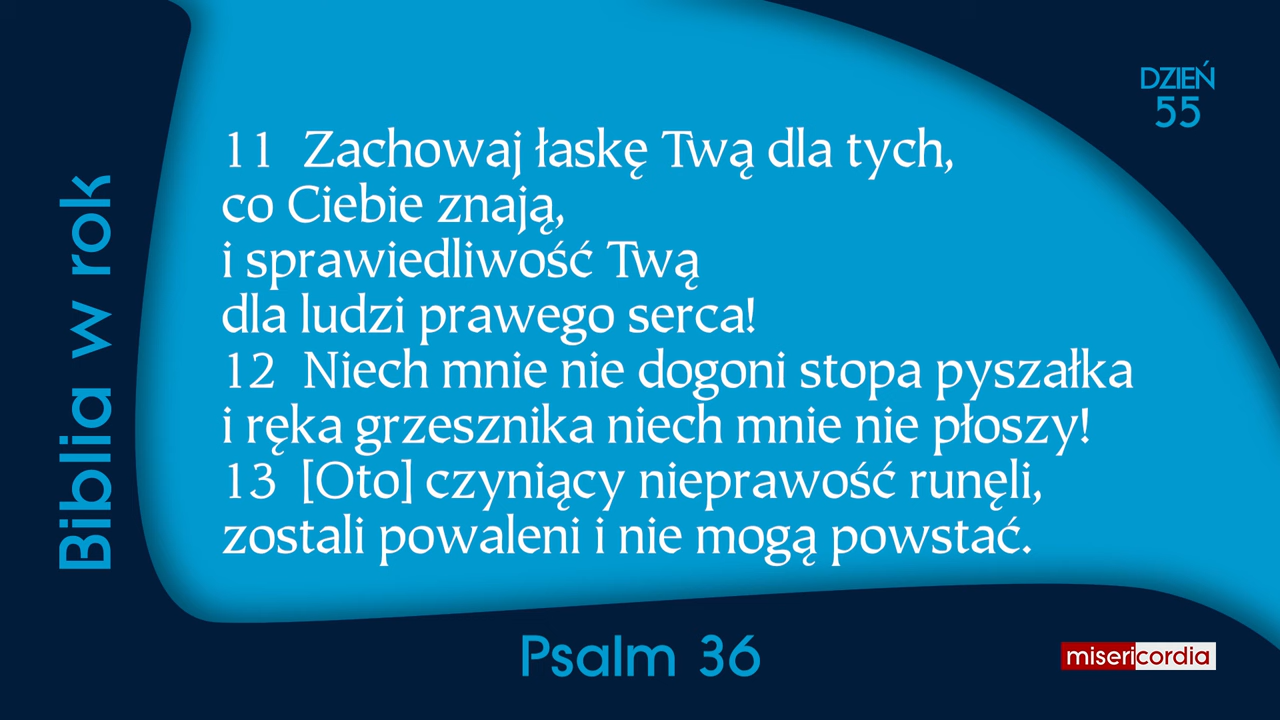 DZIEŃ
55
Biblia w rok
11 Zachowaj łaskę Twą dla tych,
co Ciebie znają,
i sprawiedliwość Twą
dla ludzi prawego serca!
12 Niech mnie nie dogoni stopa pyszałka
i ręka grzesznika niech mnie nie płoszy!
13 [Oto] czyniący nieprawość runęli,
zostali powaleni i nie mogą powstać.
Psalm 36
misericordia